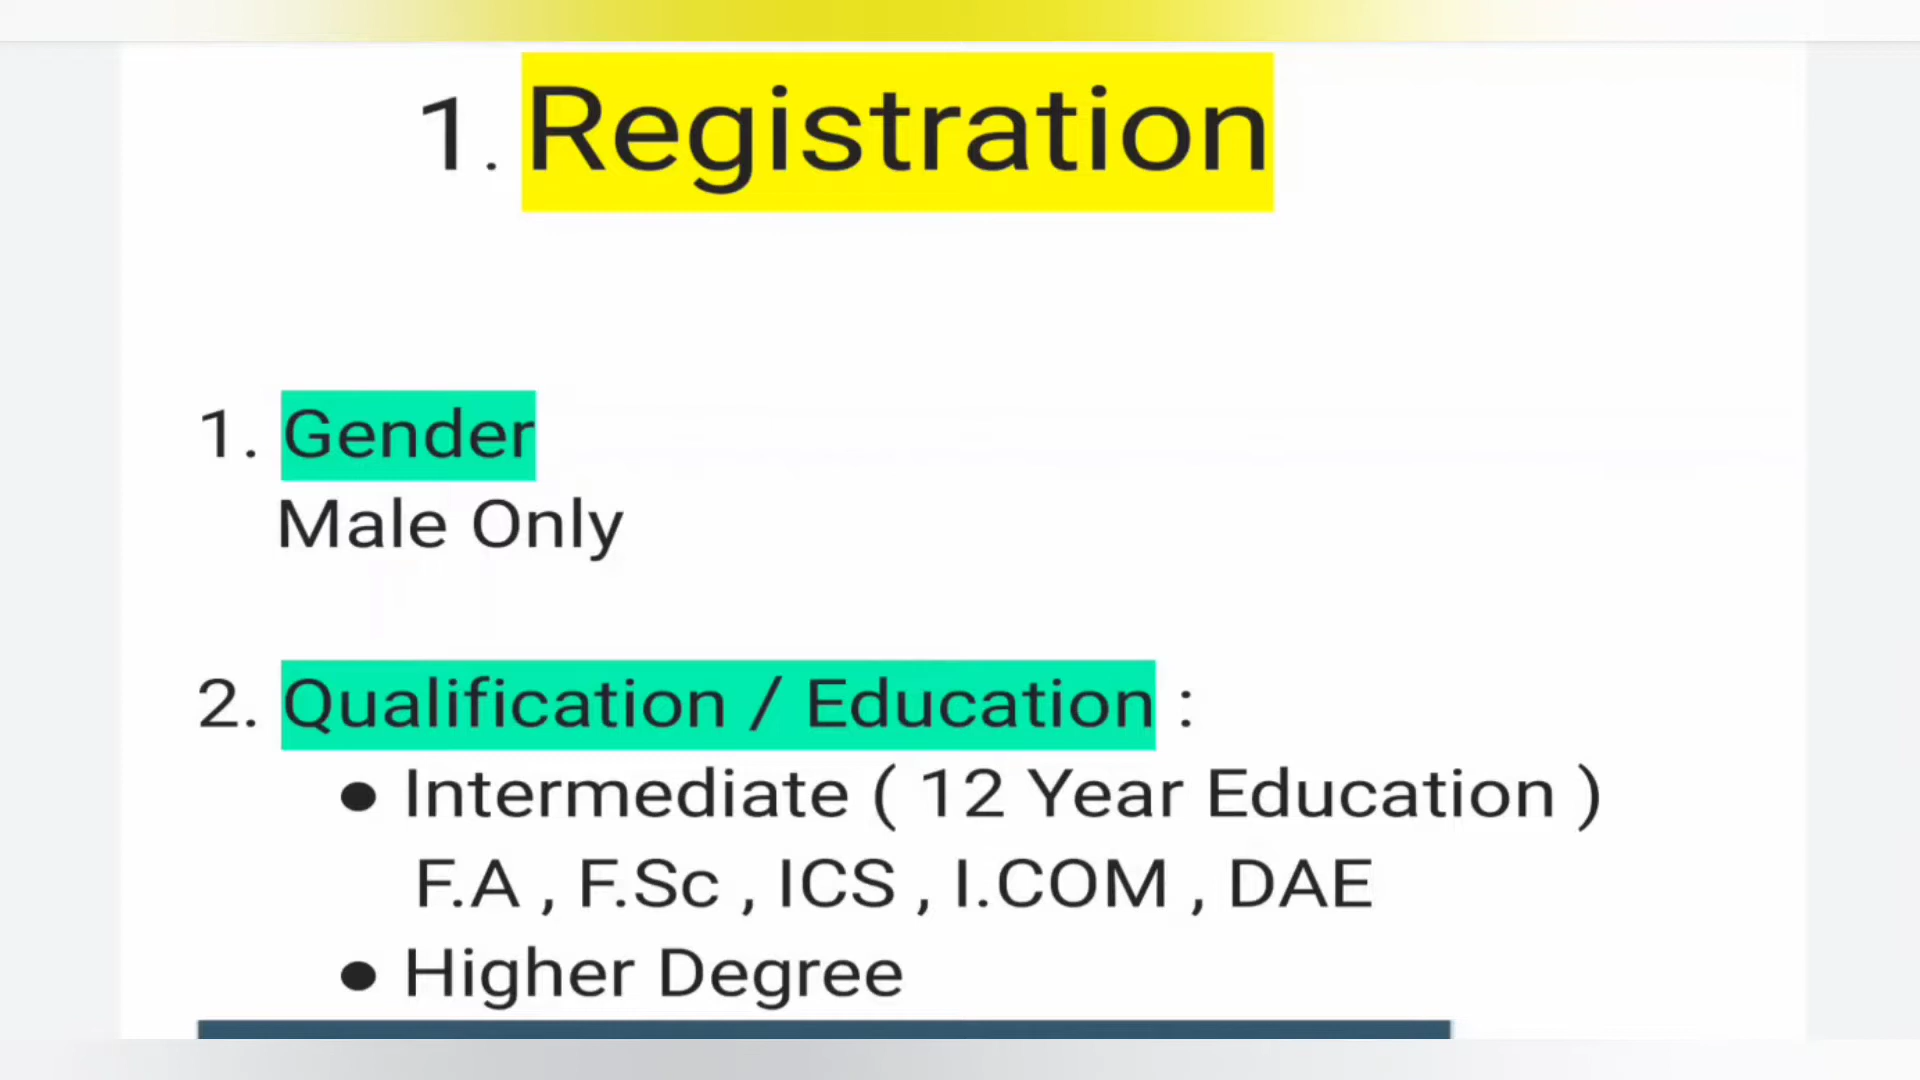 1. Registration
1. Gender
Male Only
2. Qualification / Education :
● Intermediate ( 12 Year Education )
F.A , F.Sc , ICS , I.COM , DAE
● Higher Degree